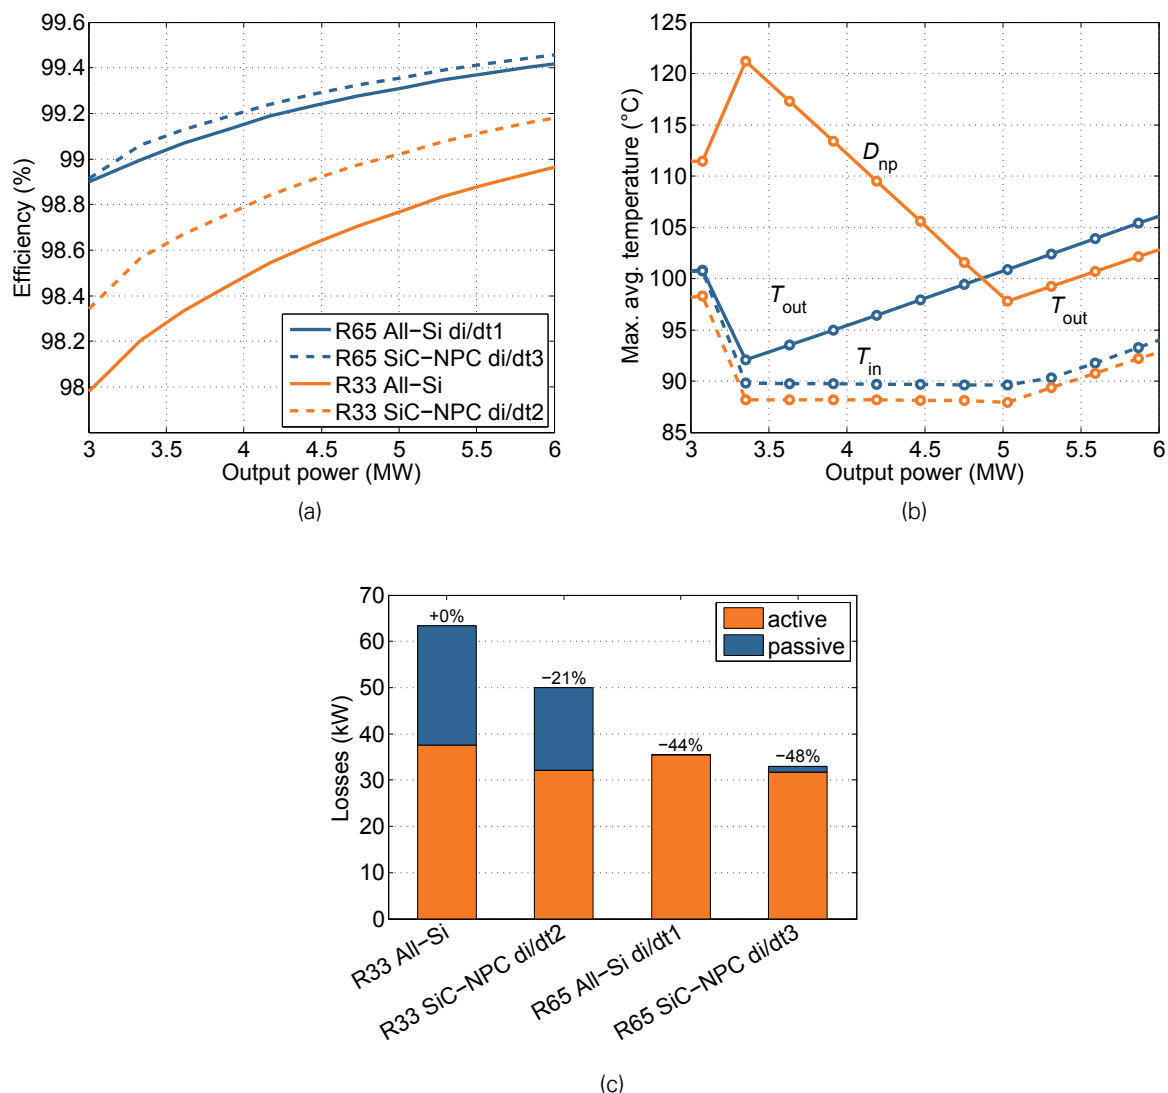 99.6
99.4
99.2
99
98.8
98.6
98.4
98.2
98
Efficiency (%)
R65 All−Si di/dt1
R65 SiC−NPC di/dt3
R33 All−Si
R33 SiC−NPC di/dt2
3 3.5 4 4.5 5 5.5 6
Output power (MW)
(a)
125
120
115
110
105
100
95
90
85
Max. avg. temperature (°C)
Dnp
Tout
Tout
Tin
3 3.5 4 4.5 5 5.5 6
Output power (MW)
(b)
70
60
50
40
30
20
10
0
Losses (kW)
+0%
−21%
−44%
−48%
active
passive
R33 All−Si
R33 SiC−NPC di/dt2
R65 All−Si di/dt1
R65 SiC−NPC di/dt3
(c)